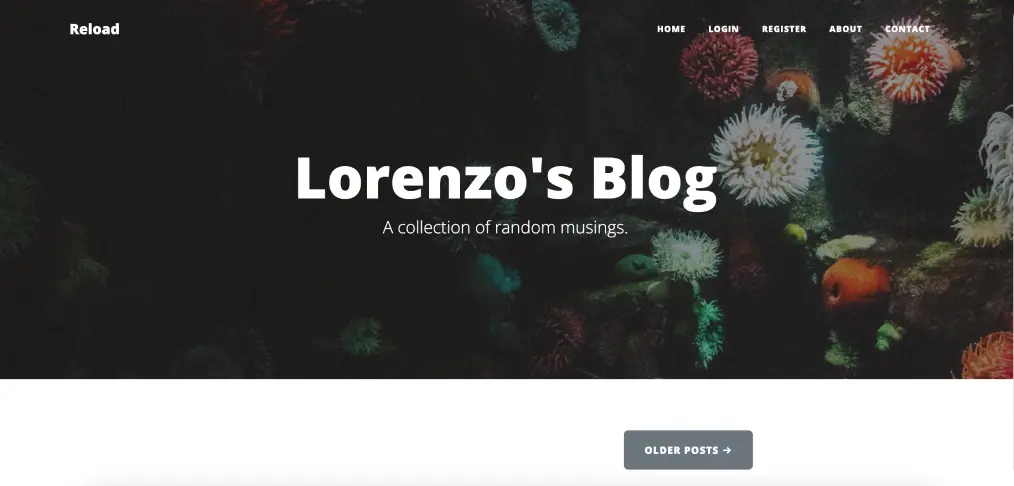 Reload
HOME LOGIN REGISTER ABOUT CONTACT
Lorenzo's Blog
A collection of random musings.
OLDER POSTS →